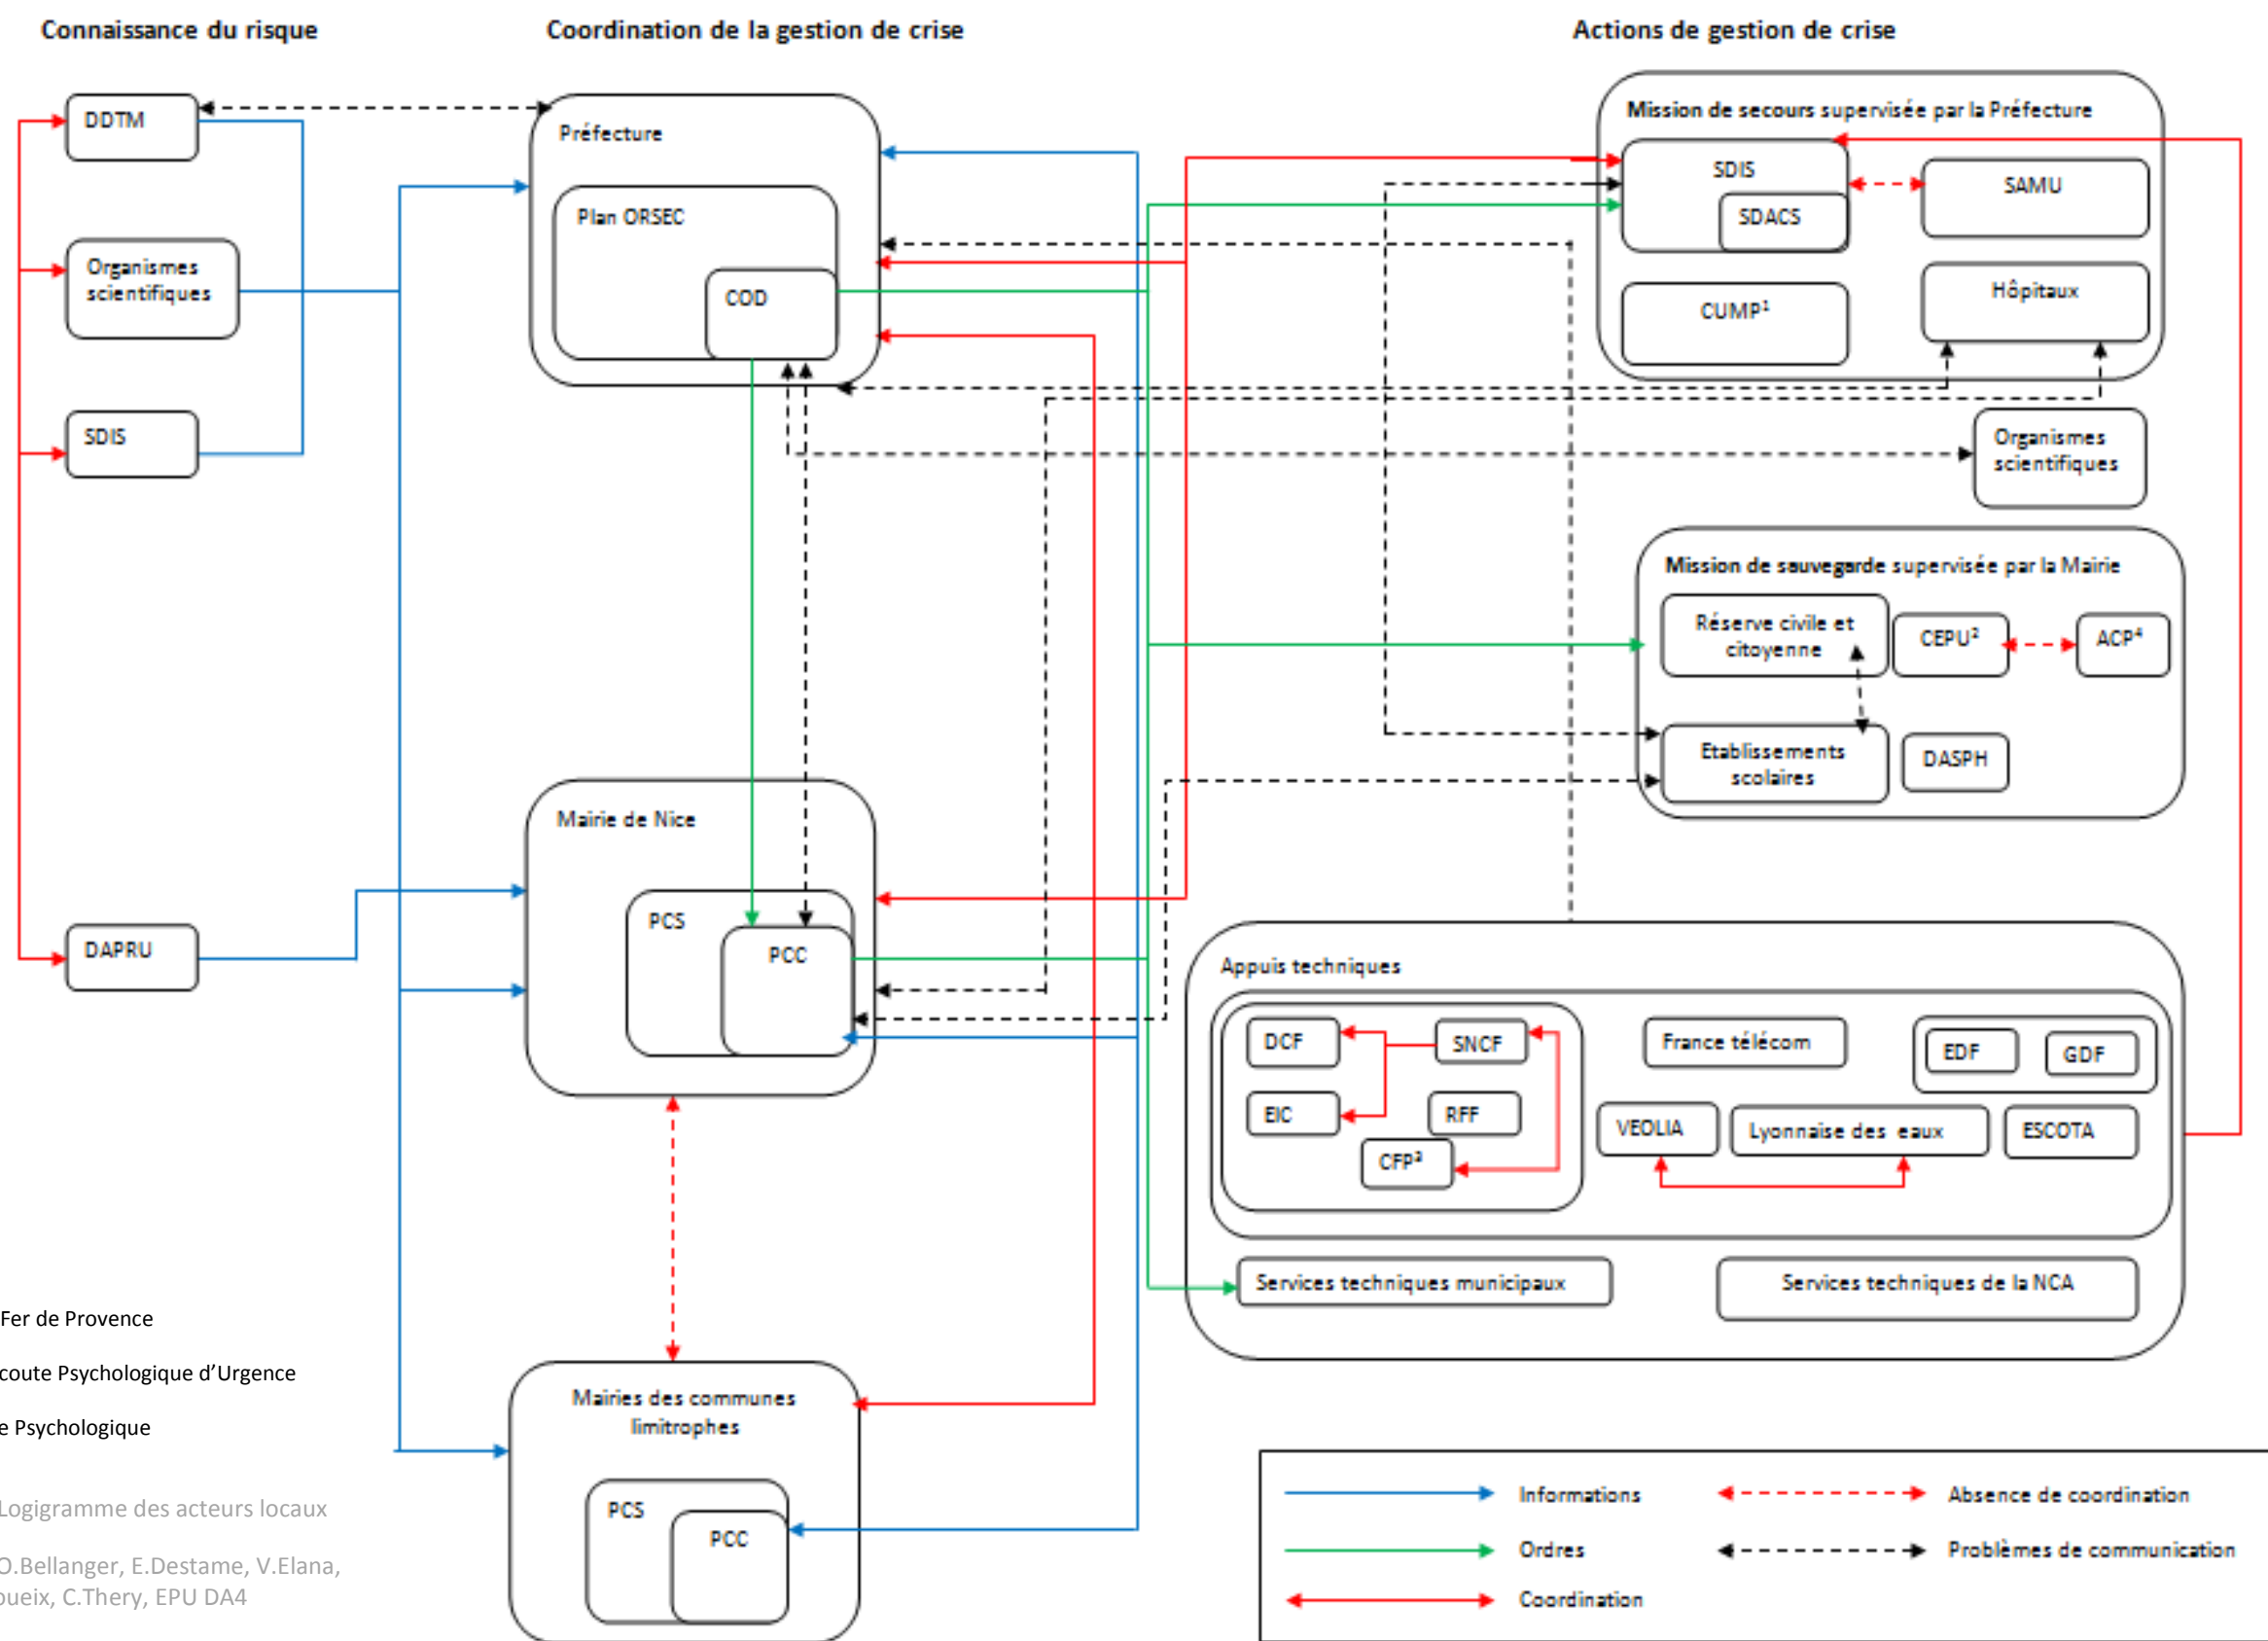 Connaissance du risque
Coordination de la gestion de crise
Actions de gestion de crise
DDTM
Organismes
scientifiques
SDIS
DAPRU
Préfecture
Plan ORSEC
COD
Mairie de Nice
PCS
PCC
Mairies des communes
limitrophes
PCS
PCC
Mission de secours supervisée par la Préfecture
SDIS
SDACS
SAMU
CUMP¹
Hôpitaux
Organismes
scientifiques
Mission de sauvegarde supervisée par la Mairie
Réserve civile et
citoyenne
CEPU²
ACP⁴
Etablissements
scolaires
DASPH
Appuis techniques
DCF
SNCF
France télécom
EDF
GDF
EIC
RFF
CFP³
VEOLIA
Lyonnaise des eaux
ESCOTA
Services techniques municipaux
Services techniques de la NCA
Fer de Provence
coute Psychologique d’Urgence
e Psychologique
Logigramme des acteurs locaux
O.Bellanger, E.Destame, V.Elana,
oueix, C.Thery, EPU DA4
Informations
Absence de coordination
Ordres
Problèmes de communication
Coordination